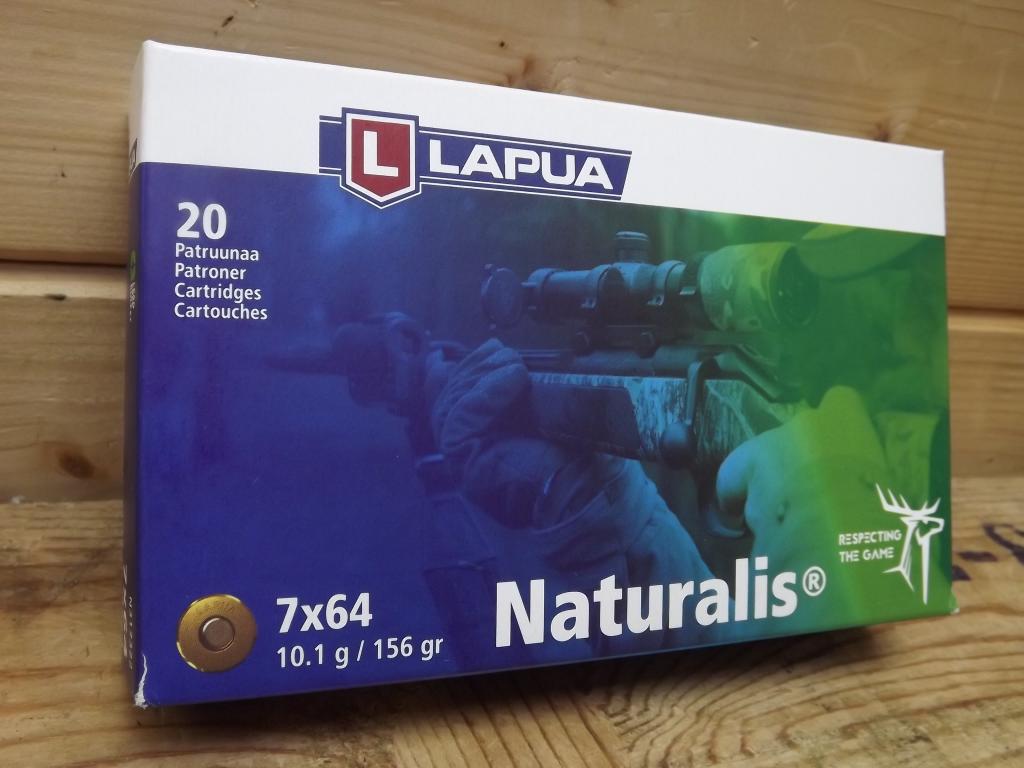 L LAPUA
20
Patruunaa
Patroner
Cartridges
Cartouches
RESPECTING
THE GAME
7x64
10.1 g / 156 gr
Naturalis®